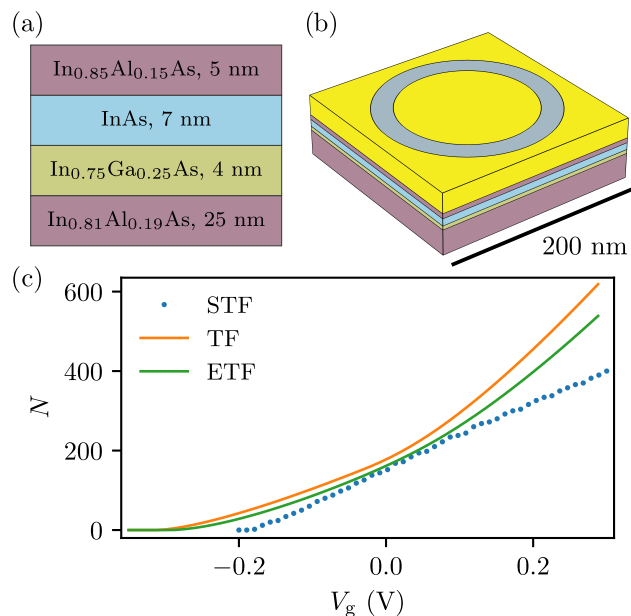 (a)
In₀.₈₅Al₀.₁₅As, 5 nm
InAs, 7 nm
In₀.₇₅Ga₀.₂₅As, 4 nm
In₀.₈₁Al₀.₁₉As, 25 nm
(b)
200 nm
(c)
600
400
200
0
N
STF
TF
ETF
−0.2
0.0
0.2
V_g (V)